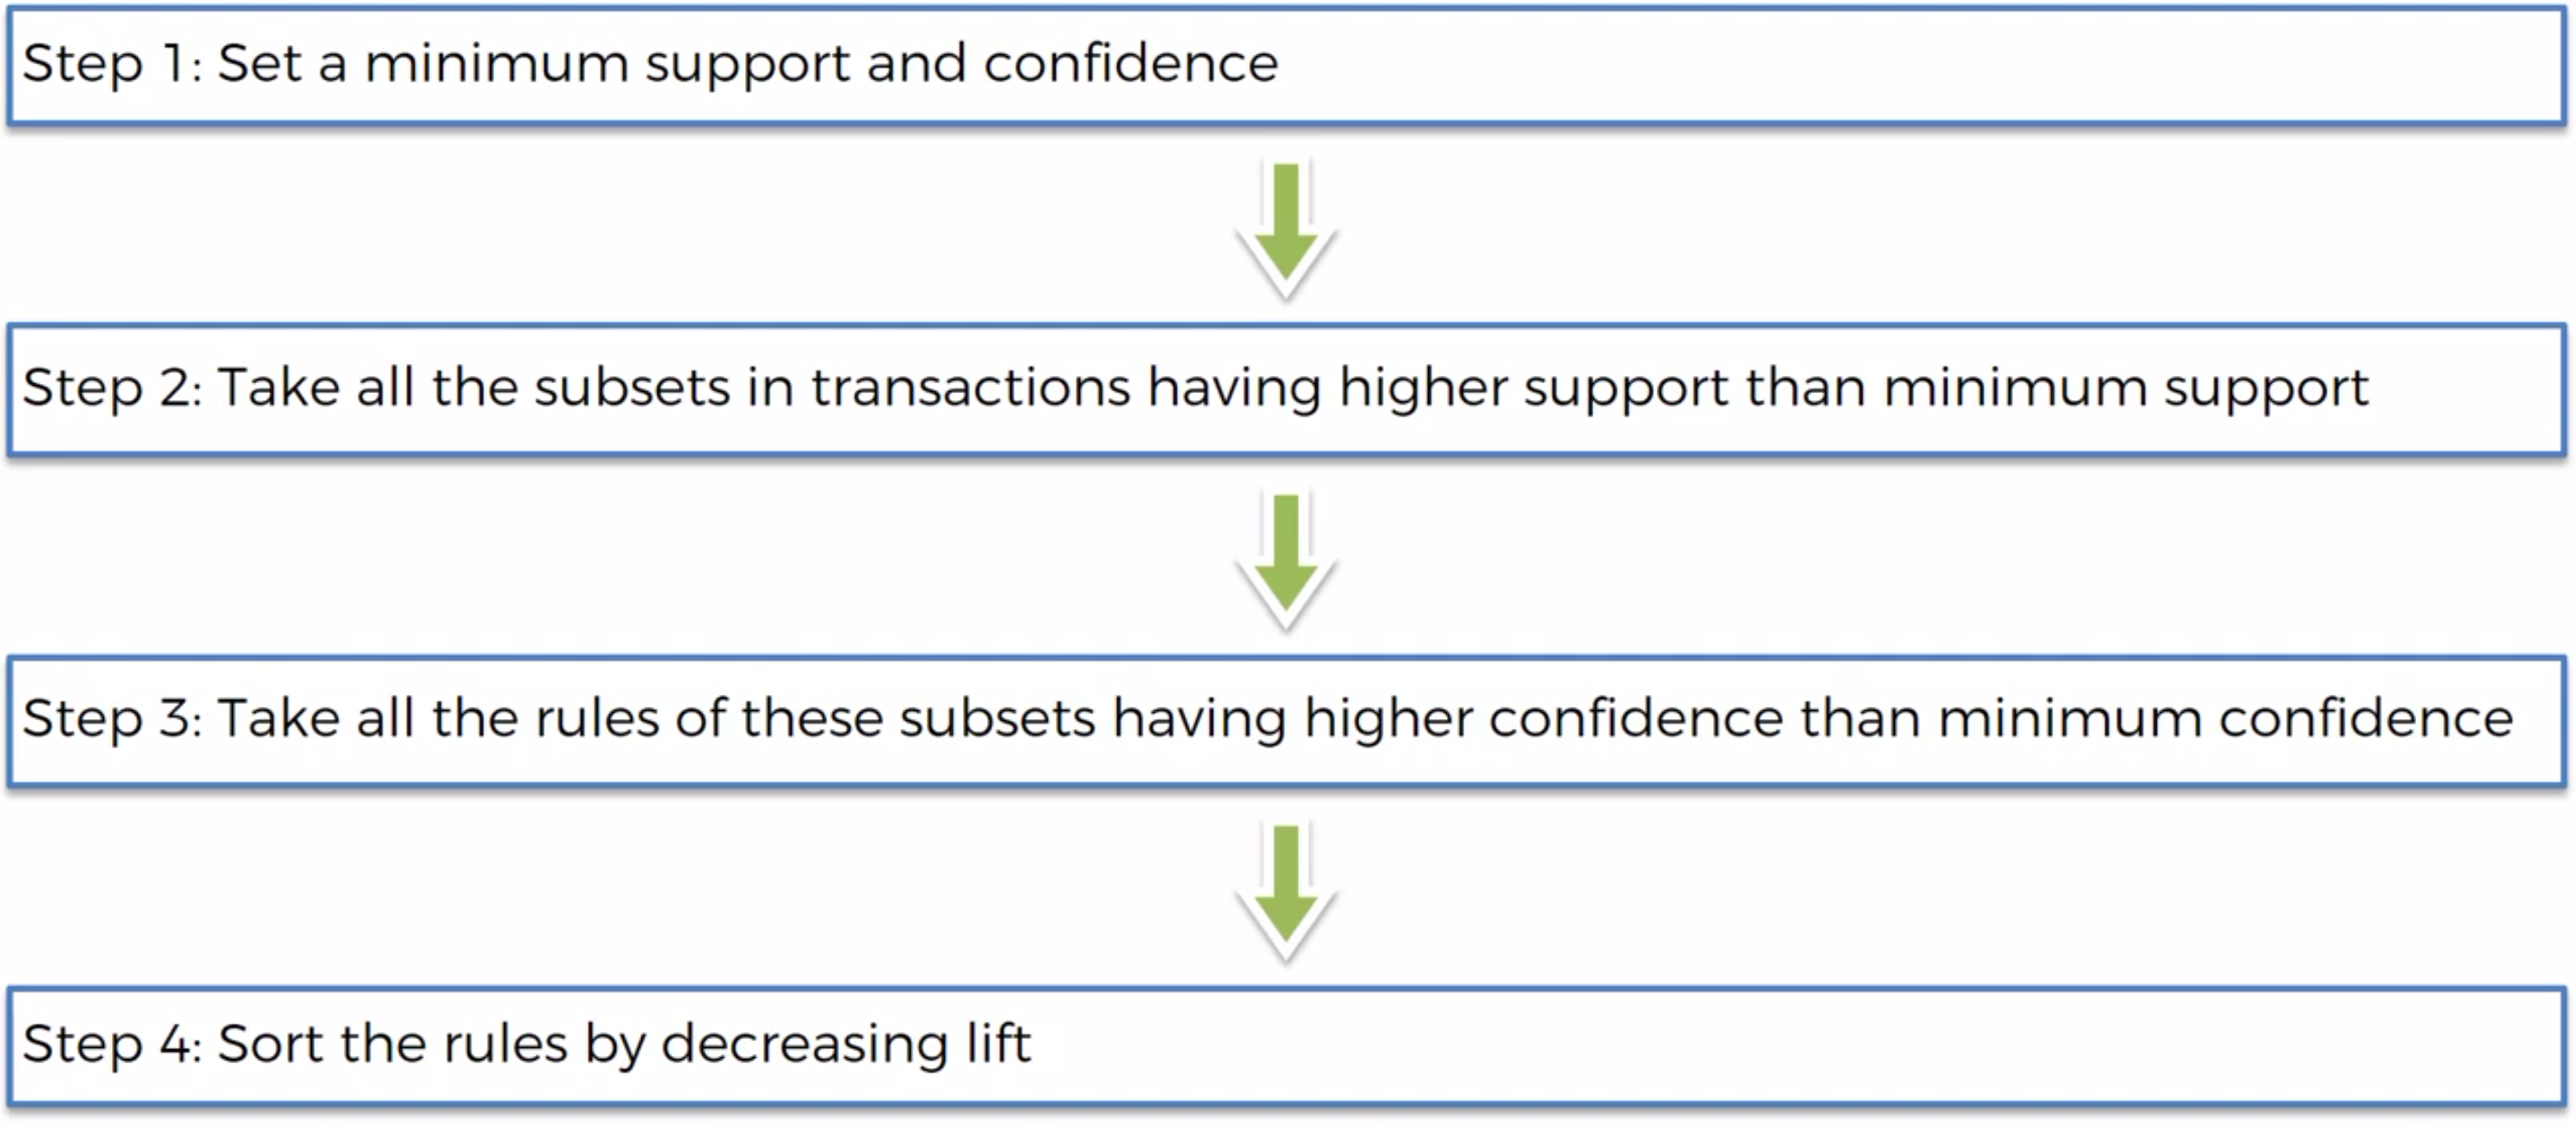 Step 1: Set a minimum support and confidence
Step 2: Take all the subsets in transactions having higher support than minimum support
Step 3: Take all the rules of these subsets having higher confidence than minimum confidence
Step 4: Sort the rules by decreasing lift